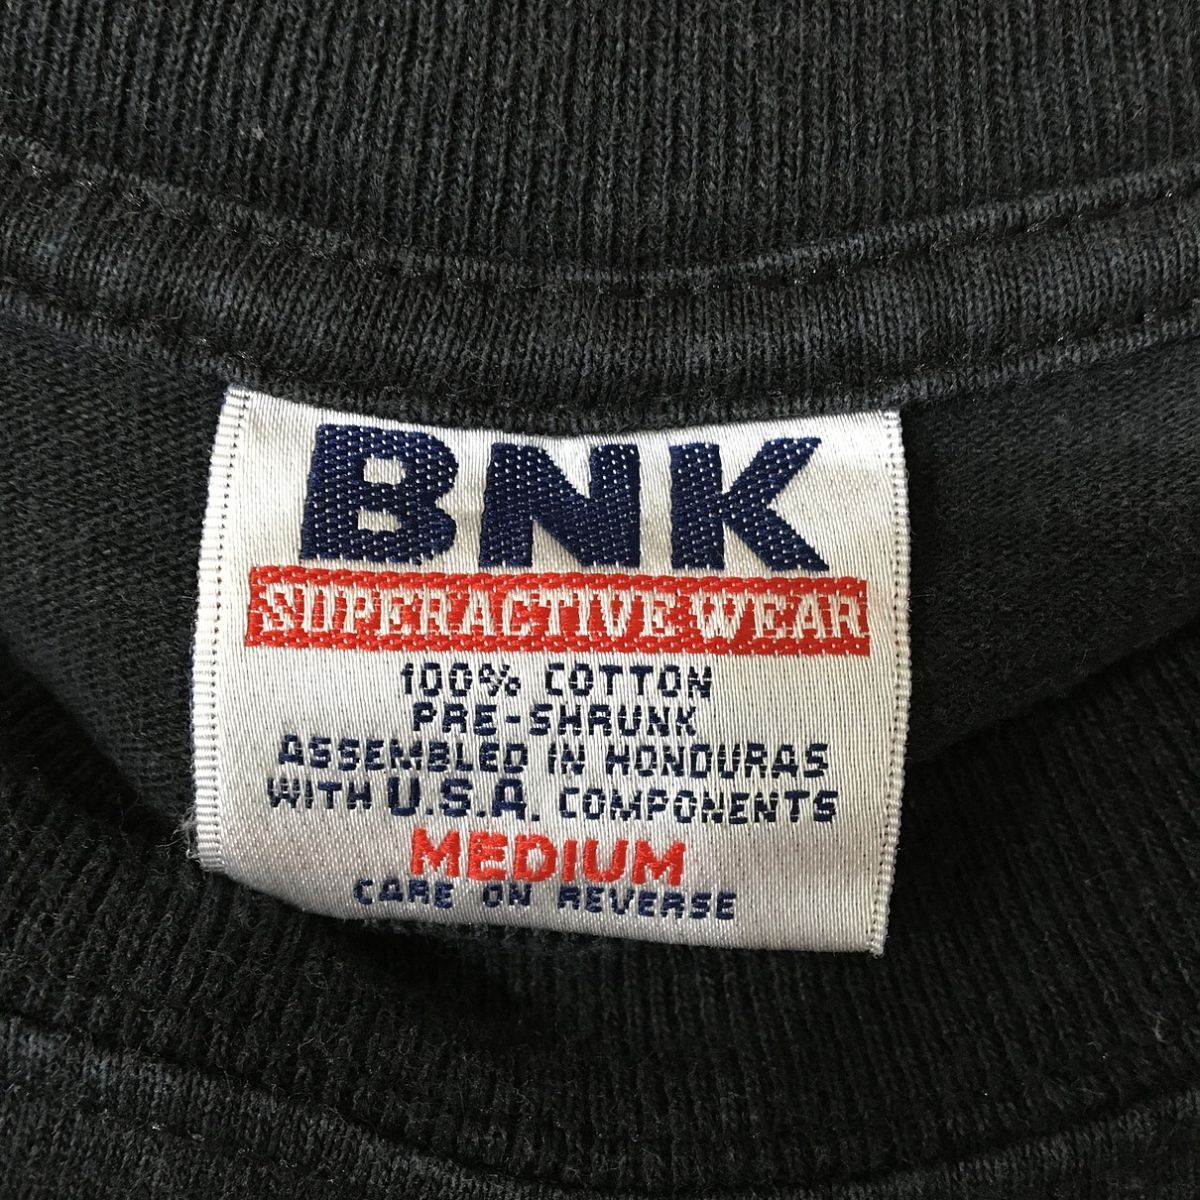 BNK
SUPERACTIVE WEAR
100% COTTON
PRE-SHRUNK
ASSEMBLED IN HONDURAS
WITH U.S.A. COMPONENTS
MEDIUM
CARE ON REVERSE